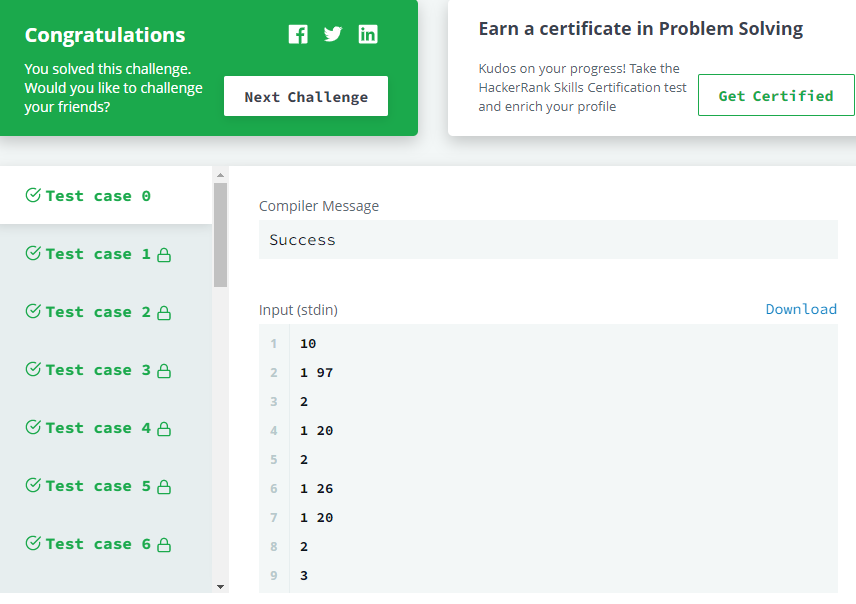 Congratulations
You solved this challenge.
Would you like to challenge
your friends?
Next Challenge
Earn a certificate in Problem Solving
Kudos on your progress! Take the
HackerRank Skills Certification test
and enrich your profile
Get Certified
Test case 0
Test case 1
Test case 2
Test case 3
Test case 4
Test case 5
Test case 6
Compiler Message
Success
Input (stdin)
Download
1 10
2 1 97
3 2
4 1 20
5 2
6 1 26
7 1 20
8 2
9 3